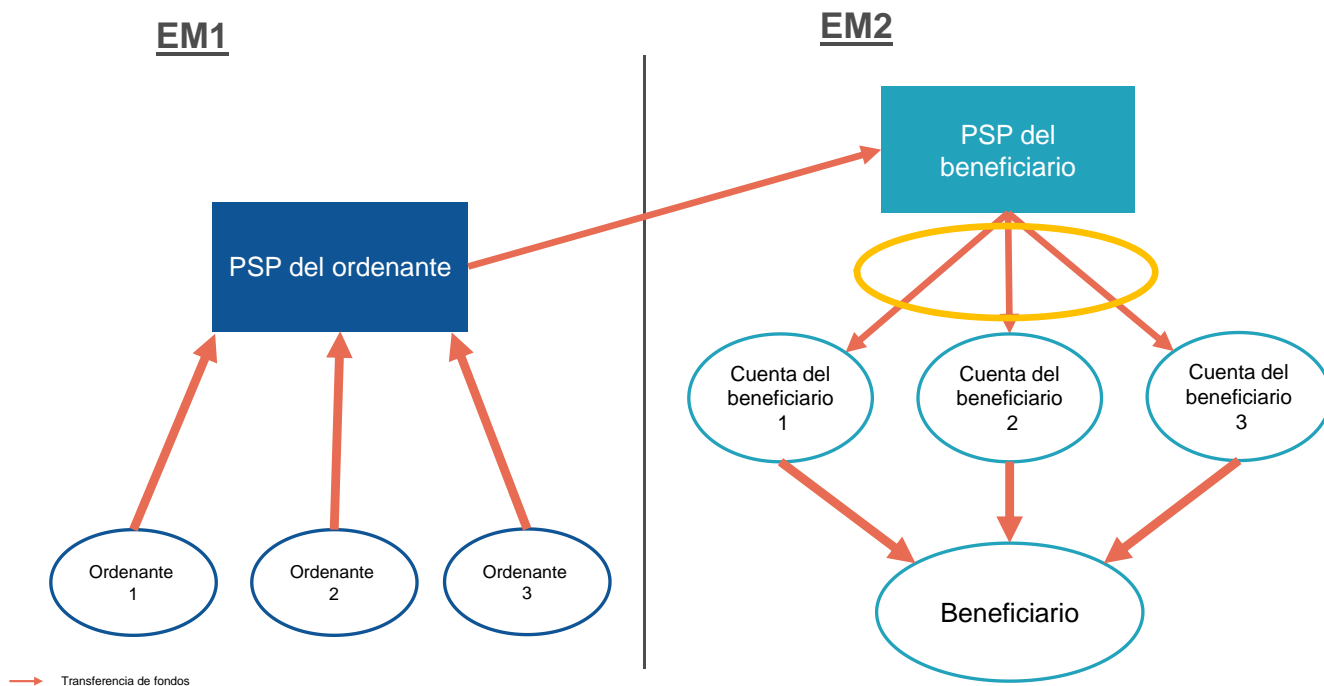 EM1
EM2
PSP del
beneficiario
PSP del ordenante
Cuenta del
beneficiario
1
Cuenta del
beneficiario
2
Cuenta del
beneficiario
3
Ordenante
1
Ordenante
2
Ordenante
3
Beneficiario
Transferencia de fondos